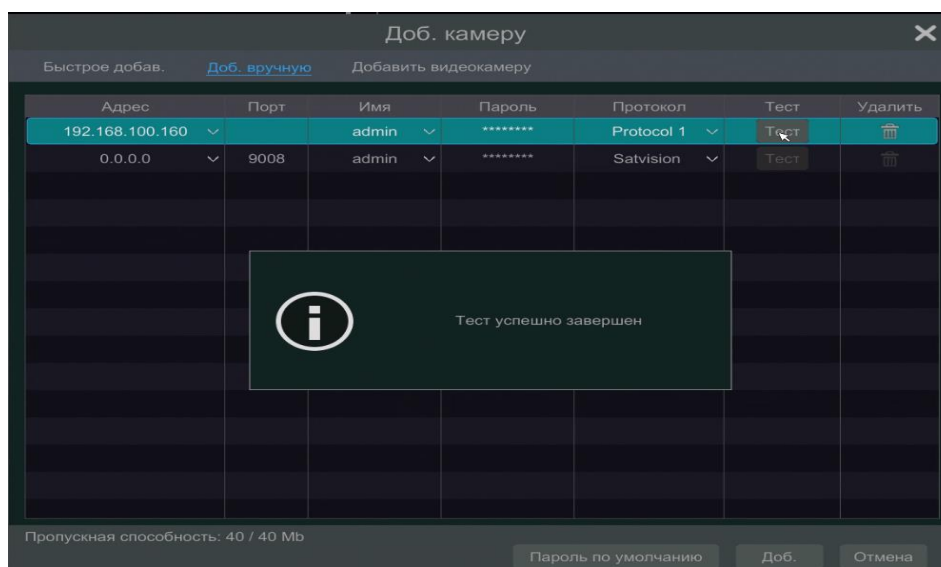 Доб. камеру
Быстрое добав. Доб. вручную Добавить видеокамеру
Адрес Порт Имя Пароль Протокол Тест Удалить
192.168.100.160 admin ******** Protocol 1 Тест
0.0.0.0 9008 admin ******** Satvision Тест
Тест успешно завершен
Пропускная способность: 40 / 40 Mb
Пароль по умолчанию Доб. Отмена